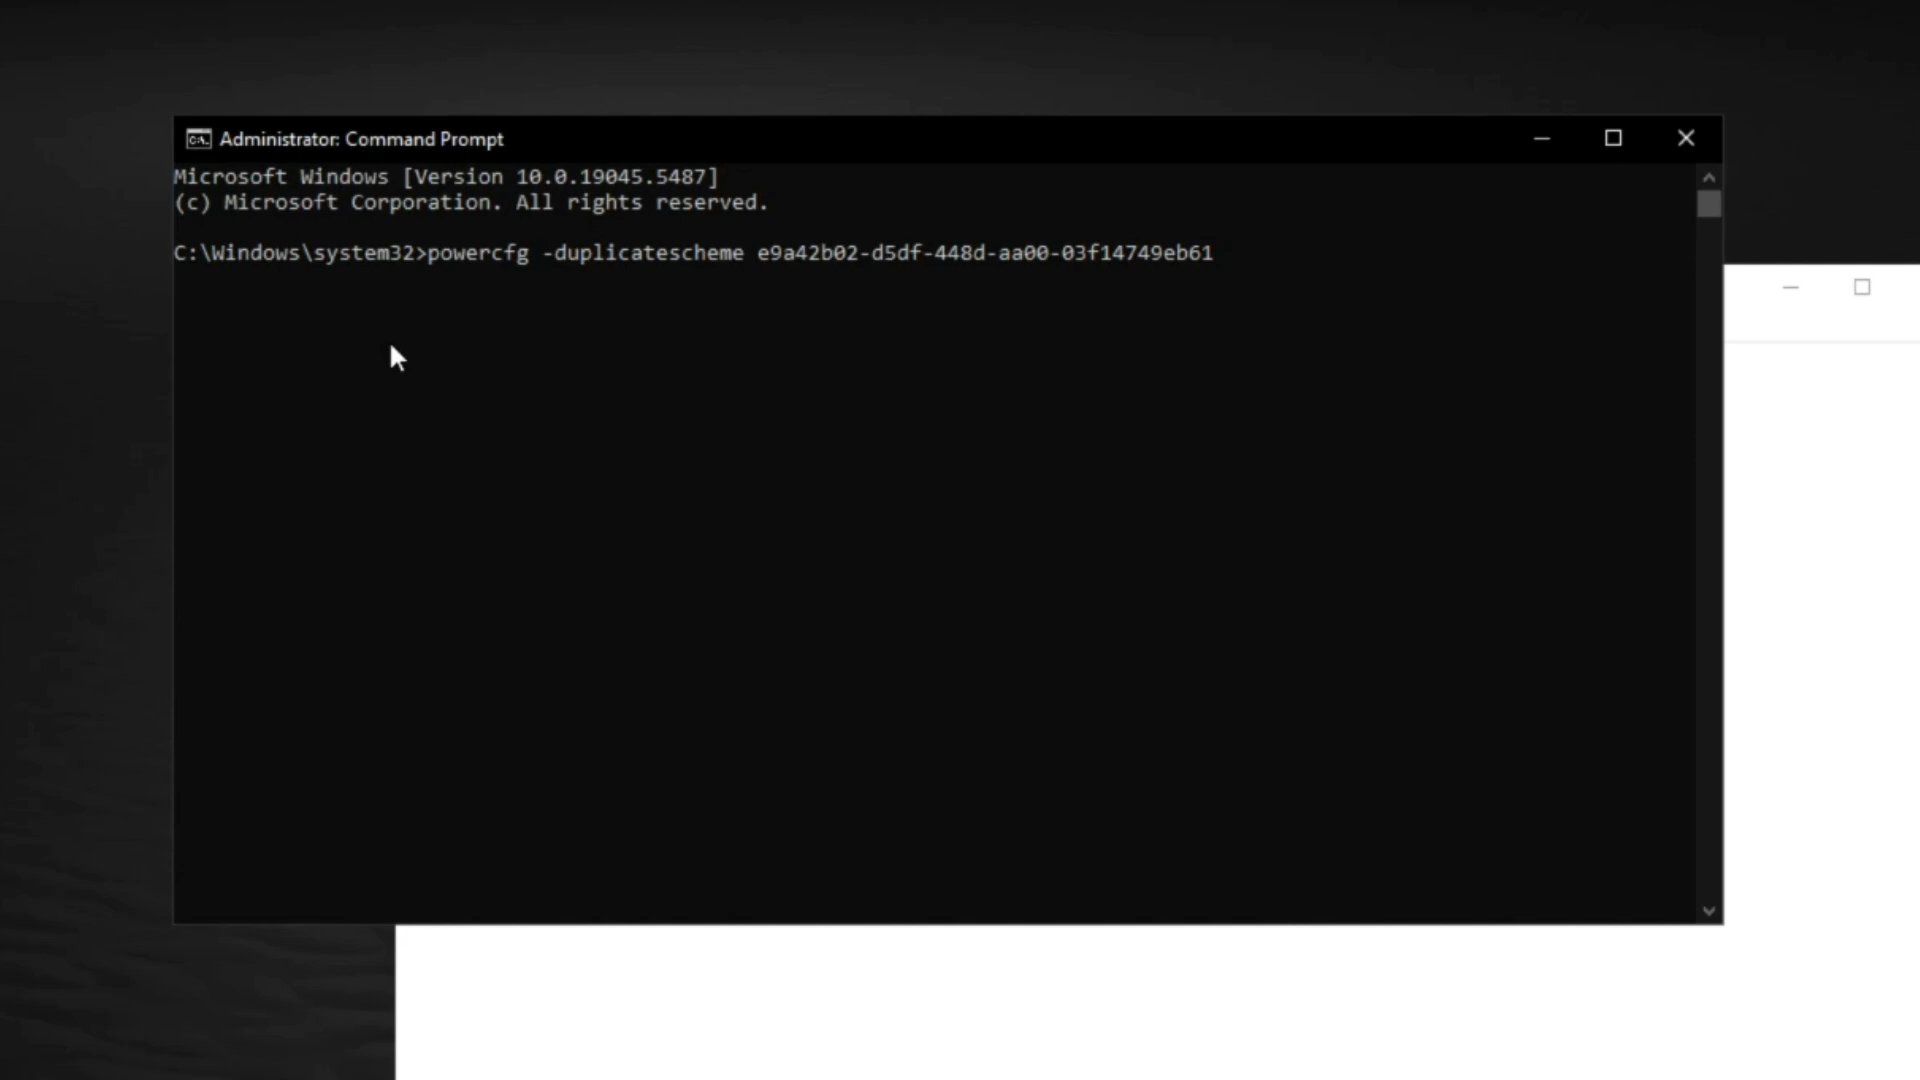 Administrator: Command Prompt
Microsoft Windows [Version 10.0.19045.5487]
(c) Microsoft Corporation. All rights reserved.
C:\Windows\system32>powercfg -duplicatescheme e9a42b02-d5df-448d-aa00-03f14749eb61